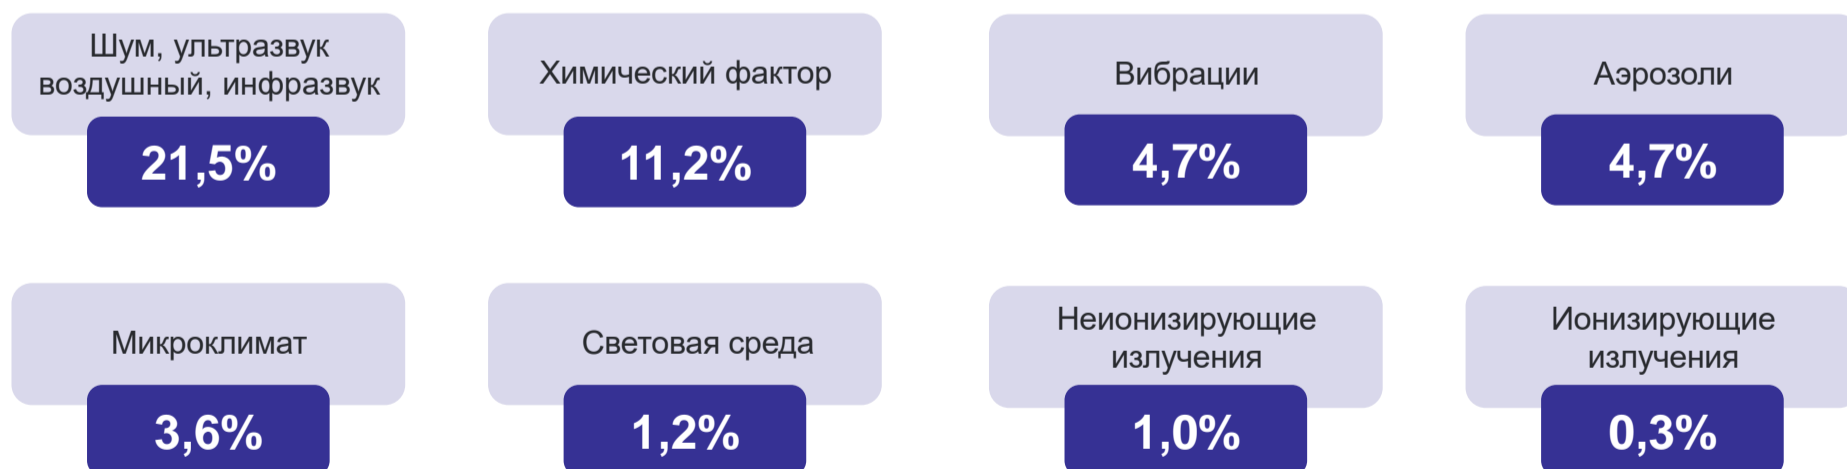 Шум, ультразвук
воздушный, инфразвук
21,5%
Химический фактор
11,2%
Вибрации
4,7%
Аэрозоли
4,7%
Микроклимат
3,6%
Световая среда
1,2%
Неионизирующие
излучения
1,0%
Ионизирующие
излучения
0,3%